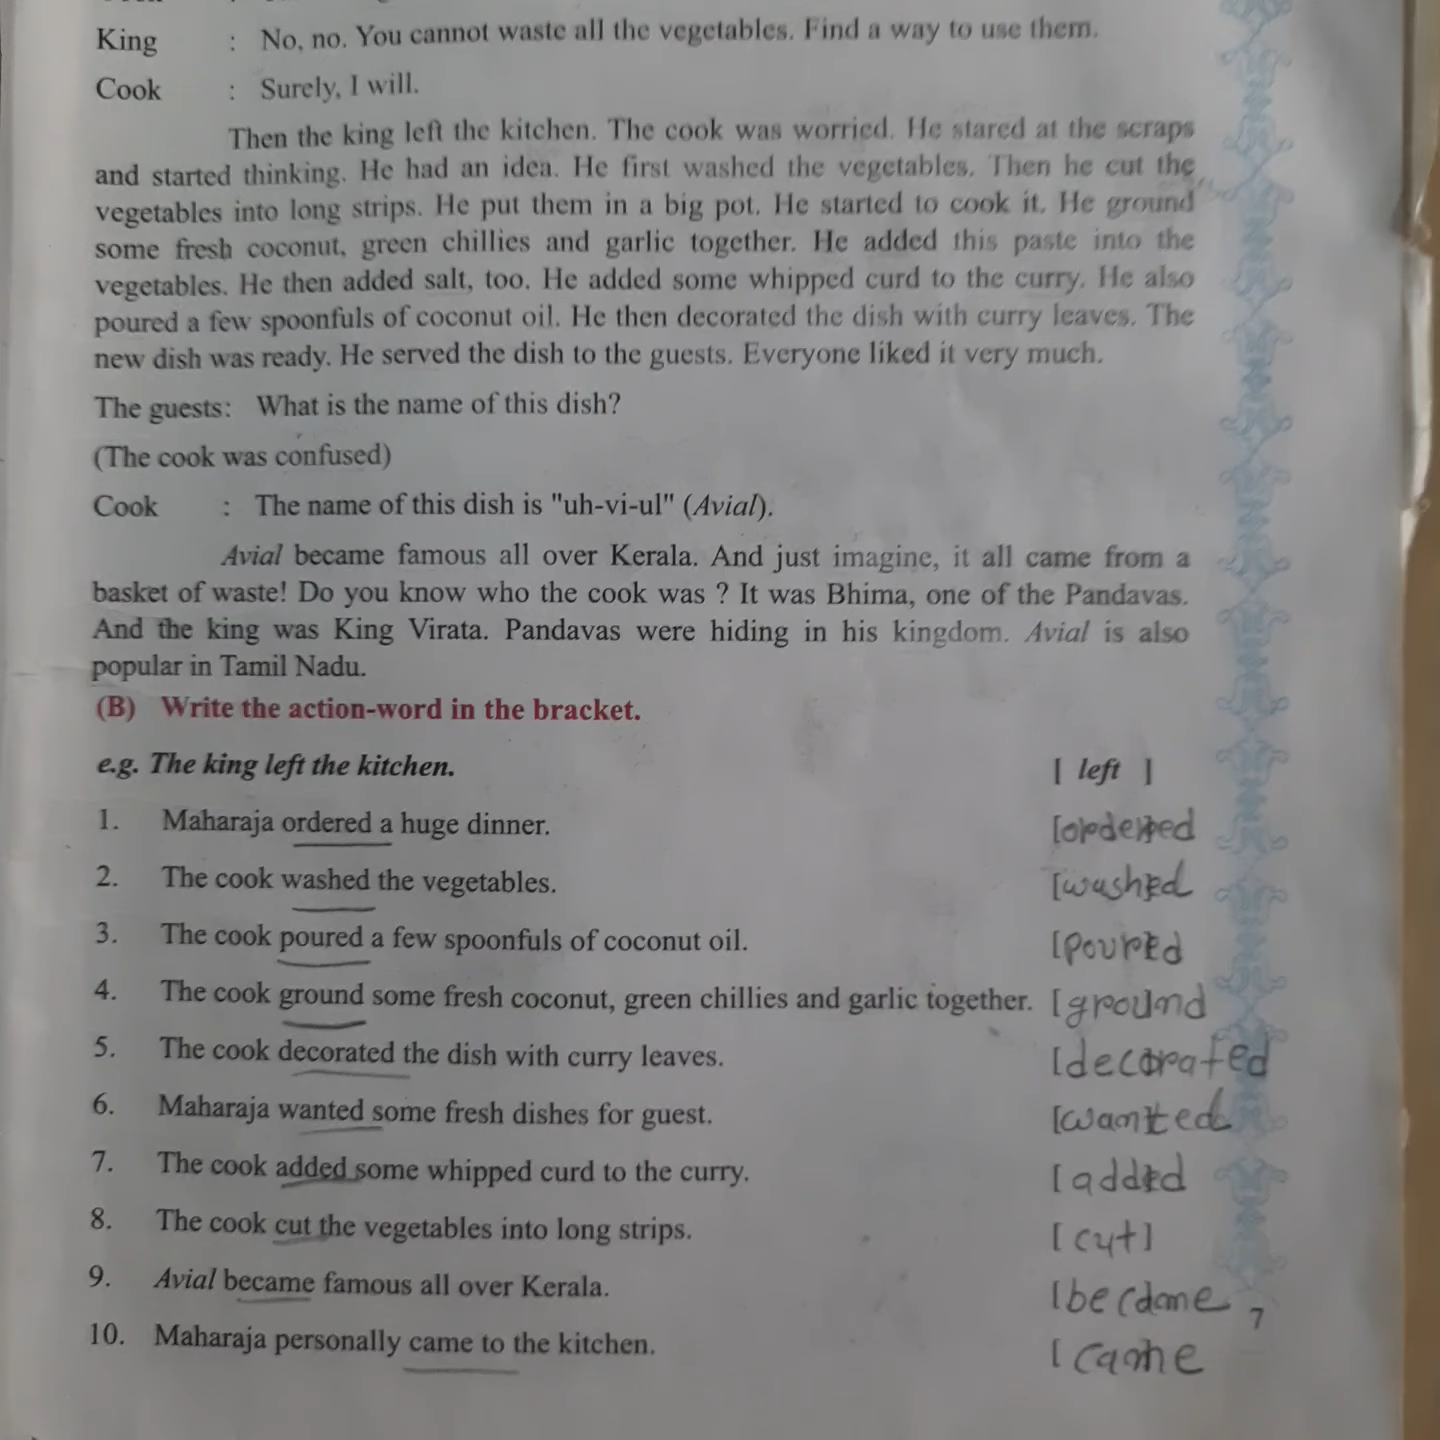 King : No, no. You cannot waste all the vegetables. Find a way to use them.
Cook : Surely, I will.
Then the king left the kitchen. The cook was worried. He stared at the scraps
and started thinking. He had an idea. He first washed the vegetables. Then he cut the
vegetables into long strips. He put them in a big pot. He started to cook it. He ground
some fresh coconut, green chillies and garlic together. He added this paste into the
vegetables. He then added salt, too. He added some whipped curd to the curry. He also
poured a few spoonfuls of coconut oil. He then decorated the dish with curry leaves. The
new dish was ready. He served the dish to the guests. Everyone liked it very much.
The guests: What is the name of this dish?
(The cook was confused)
Cook : The name of this dish is "uh-vi-ul" (Avial).
Avial became famous all over Kerala. And just imagine, it all came from a
basket of waste! Do you know who the cook was ? It was Bhima, one of the Pandavas.
And the king was King Virata. Pandavas were hiding in his kingdom. Avial is also
popular in Tamil Nadu.
(B) Write the action-word in the bracket.
e.g. The king left the kitchen. [ left ]
1. Maharaja ordered a huge dinner. [ordered
2. The cook washed the vegetables. [washed
3. The cook poured a few spoonfuls of coconut oil. [poured
4. The cook ground some fresh coconut, green chillies and garlic together. [ground
5. The cook decorated the dish with curry leaves. [decorated
6. Maharaja wanted some fresh dishes for guest. [wanted
7. The cook added some whipped curd to the curry. [added
8. The cook cut the vegetables into long strips. [cut]
9. Avial became famous all over Kerala. [became
7
10. Maharaja personally came to the kitchen. [came